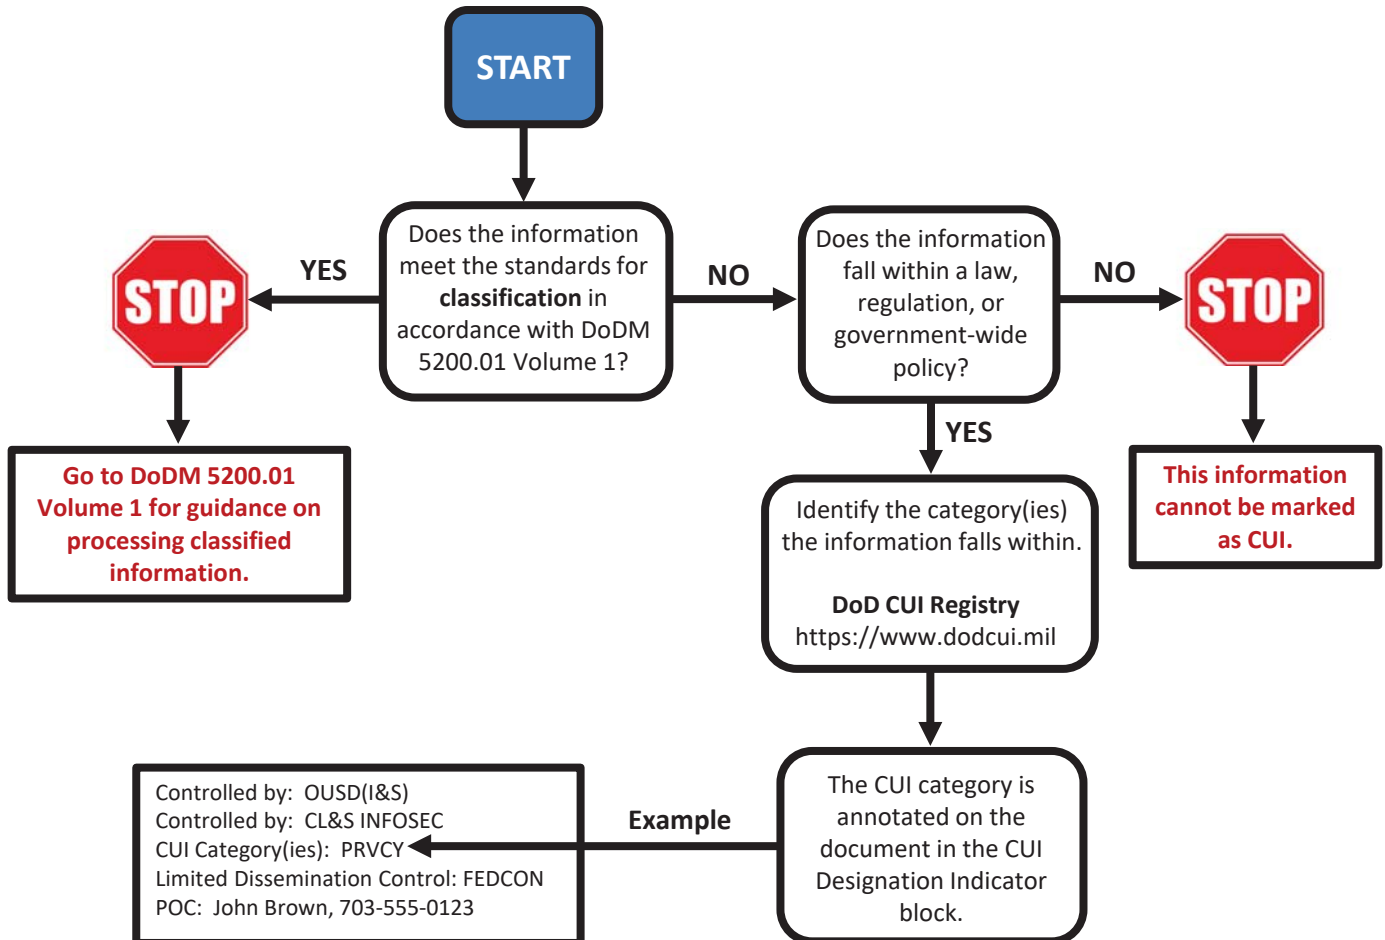 START
Does the information
meet the standards for
classification in
accordance with DoDM
5200.01 Volume 1?
YES
STOP
Go to DoDM 5200.01
Volume 1 for guidance on
processing classified
information.
NO
Does the information
fall within a law,
regulation, or
government-wide
policy?
NO
STOP
This information
cannot be marked
as CUI.
YES
Identify the category(ies)
the information falls within.
DoD CUI Registry
https://www.dodcui.mil
The CUI category is
annotated on the
document in the CUI
Designation Indicator
block.
Example
Controlled by: OUSD(I&S)
Controlled by: CL&S INFOSEC
CUI Category(ies): PRVCY
Limited Dissemination Control: FEDCON
POC: John Brown, 703-555-0123